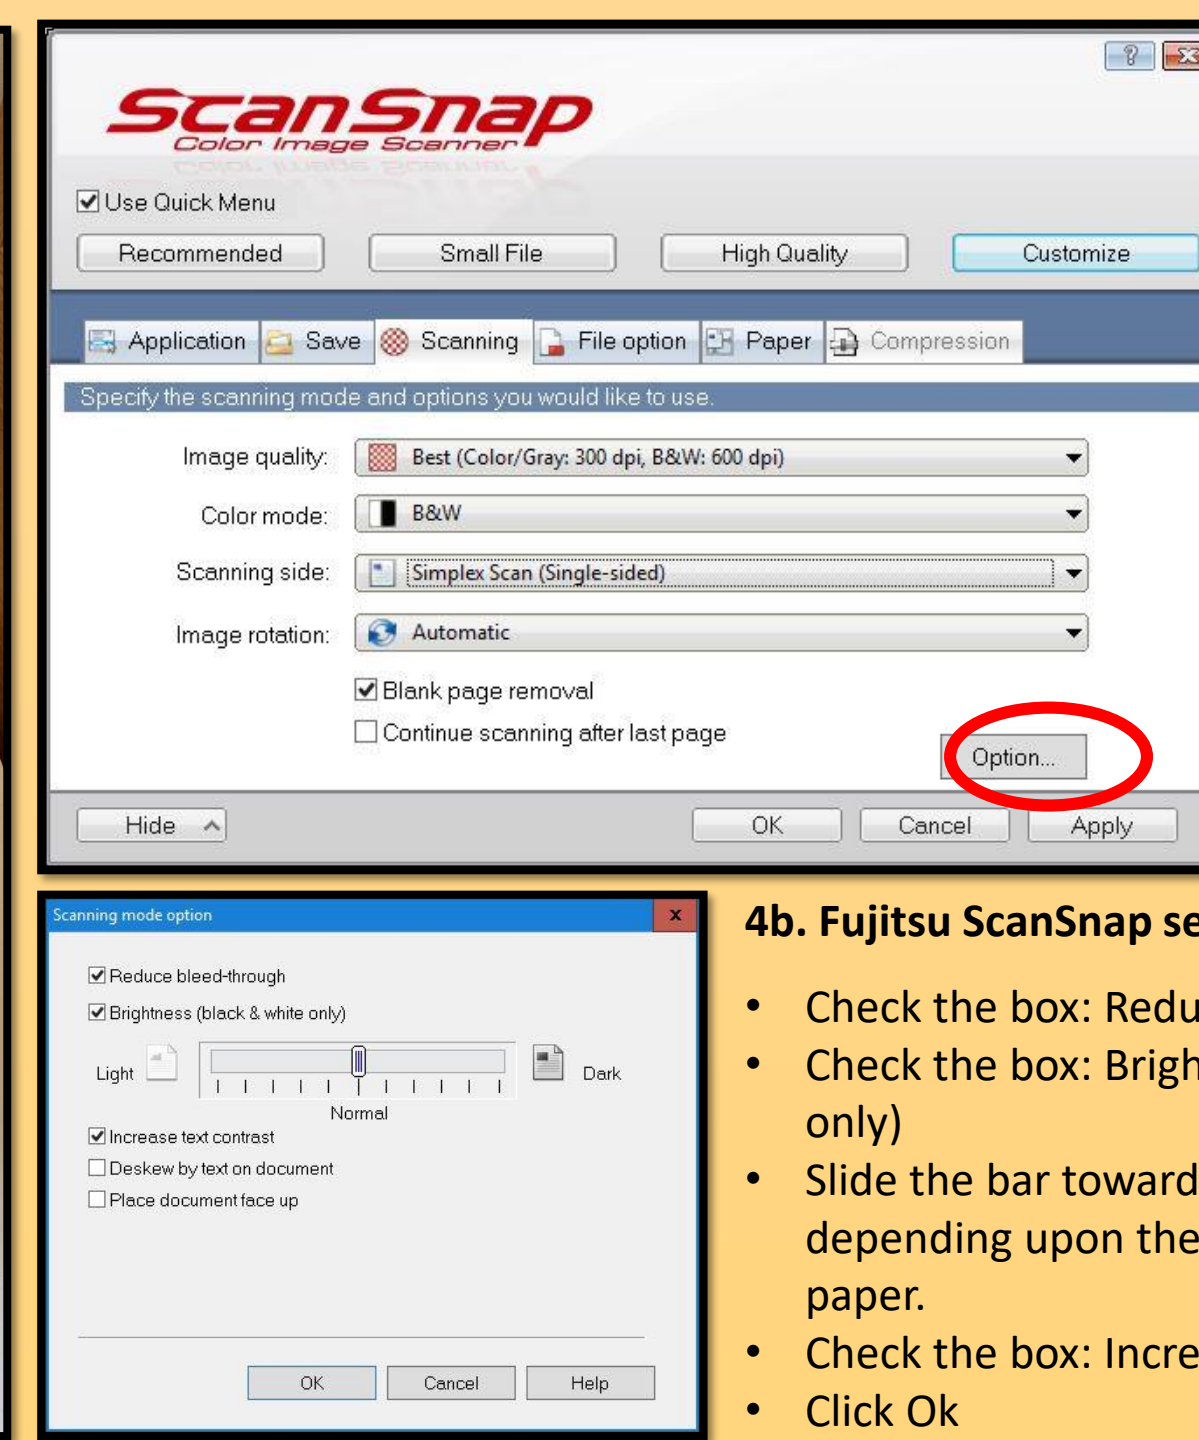 ScanSnap
Color Image Scanner
Use Quick Menu
Recommended Small File High Quality Customize
Application Save Scanning File option Paper Compression
Specify the scanning mode and options you would like to use.
Image quality: Best (Color/Gray: 300 dpi, B&W: 600 dpi)
Color mode: B&W
Scanning side: Simplex Scan (Single-sided)
Image rotation: Automatic
Blank page removal
Continue scanning after last page
Option...
Hide OK Cancel Apply
Scanning mode option
Reduce bleed-through
Brightness (black & white only)
Light Dark
Normal
Increase text contrast
Deskew by text on document
Place document face up
OK Cancel Help
4b. Fujitsu ScanSnap se
• Check the box: Redu
• Check the box: Brigh
only)
• Slide the bar toward
depending upon the
paper.
• Check the box: Incre
• Click Ok